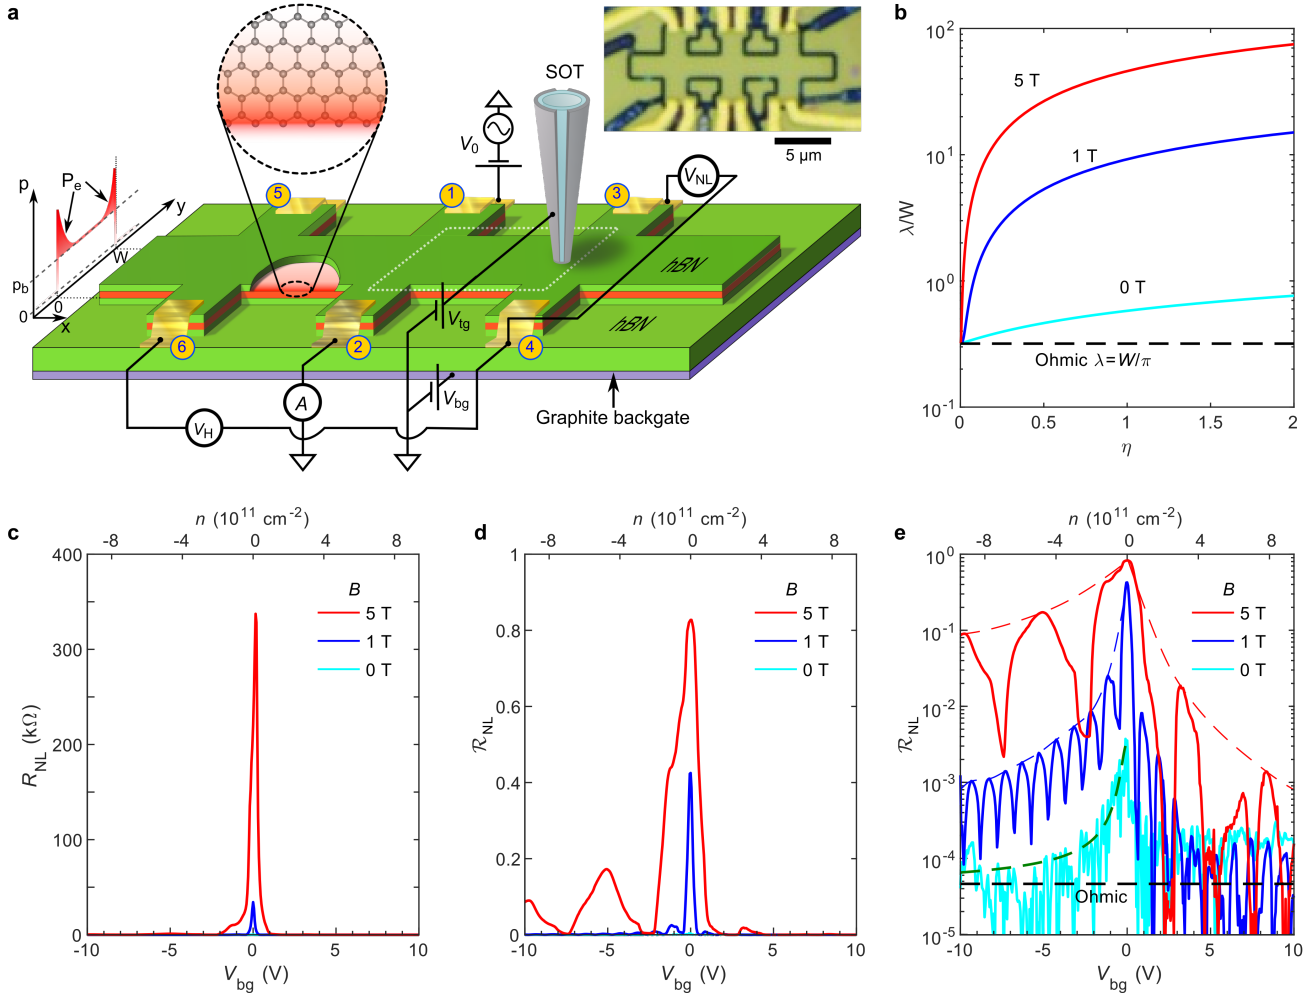 a
SOT
5 µm
V0
VNL
5
1
3
p
Pe
y
W
pb
0
0
x
hBN
hBN
Vtg
6
2
4
VH
A
Vbg
Graphite backgate
b
10^2
10^1
10^0
10^-1
λ/W
5 T
1 T
0 T
Ohmic λ=W/π
0
0.5
1
1.5
2
η
c
n (10^11 cm^-2)
-8
-4
0
4
8
400
300
200
100
0
RNL (kΩ)
B
5 T
1 T
0 T
-10
-5
0
5
10
Vbg (V)
d
n (10^11 cm^-2)
-8
-4
0
4
8
1
0.8
0.6
0.4
0.2
0
ℛNL
B
5 T
1 T
0 T
-10
-5
0
5
10
Vbg (V)
e
n (10^11 cm^-2)
-8
-4
0
4
8
10^0
10^-1
10^-2
10^-3
10^-4
10^-5
ℛNL
B
5 T
1 T
0 T
Ohmic
-10
-5
0
5
10
Vbg (V)